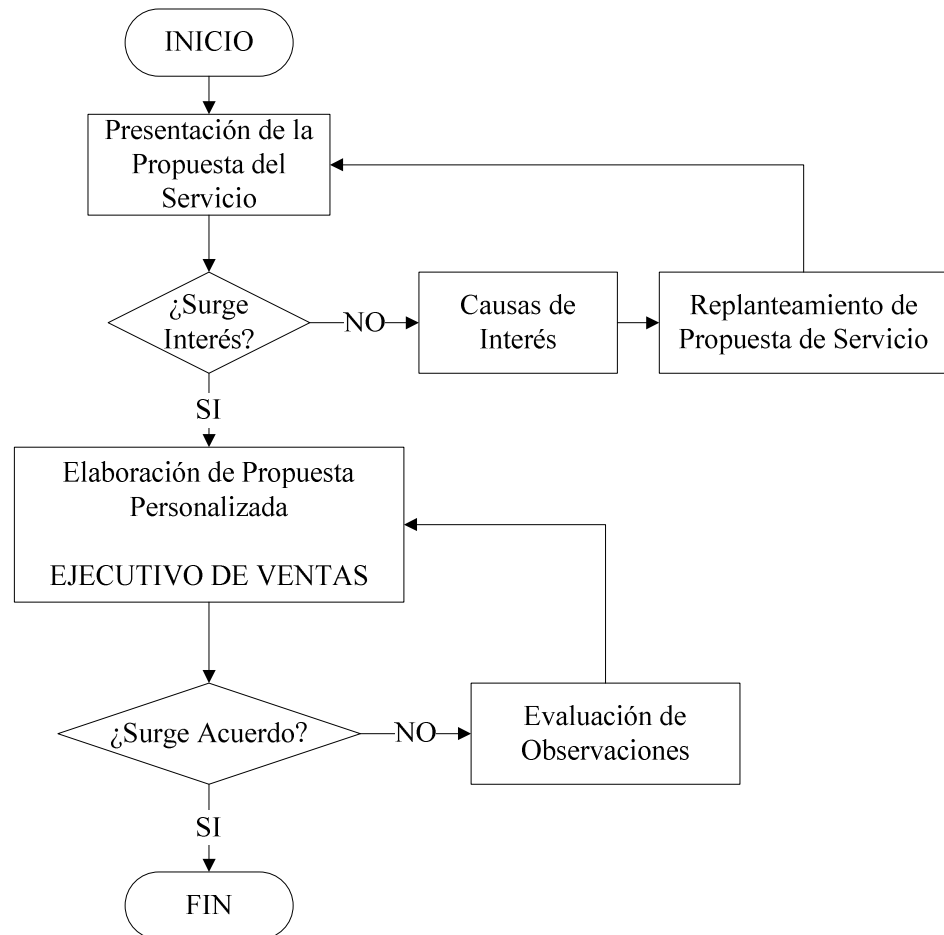 INICIO
Presentación de la
Propuesta del
Servicio
¿Surge
Interés?
NO
Causas de
Interés
Replanteamiento de
Propuesta de Servicio
SI
Elaboración de Propuesta
Personalizada
EJECUTIVO DE VENTAS
¿Surge Acuerdo?
NO
Evaluación de
Observaciones
SI
FIN